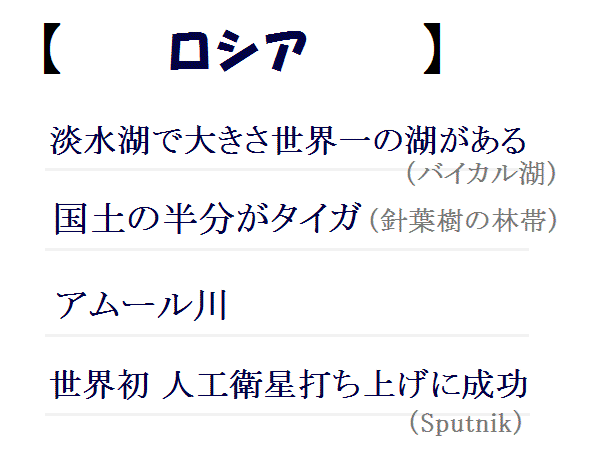 【 ロシア 】
淡水湖で大きさ世界一の湖がある
(バイカル湖)
国土の半分がタイガ(針葉樹の林帯)
アムール川
世界初 人工衛星打ち上げに成功
(Sputnik)